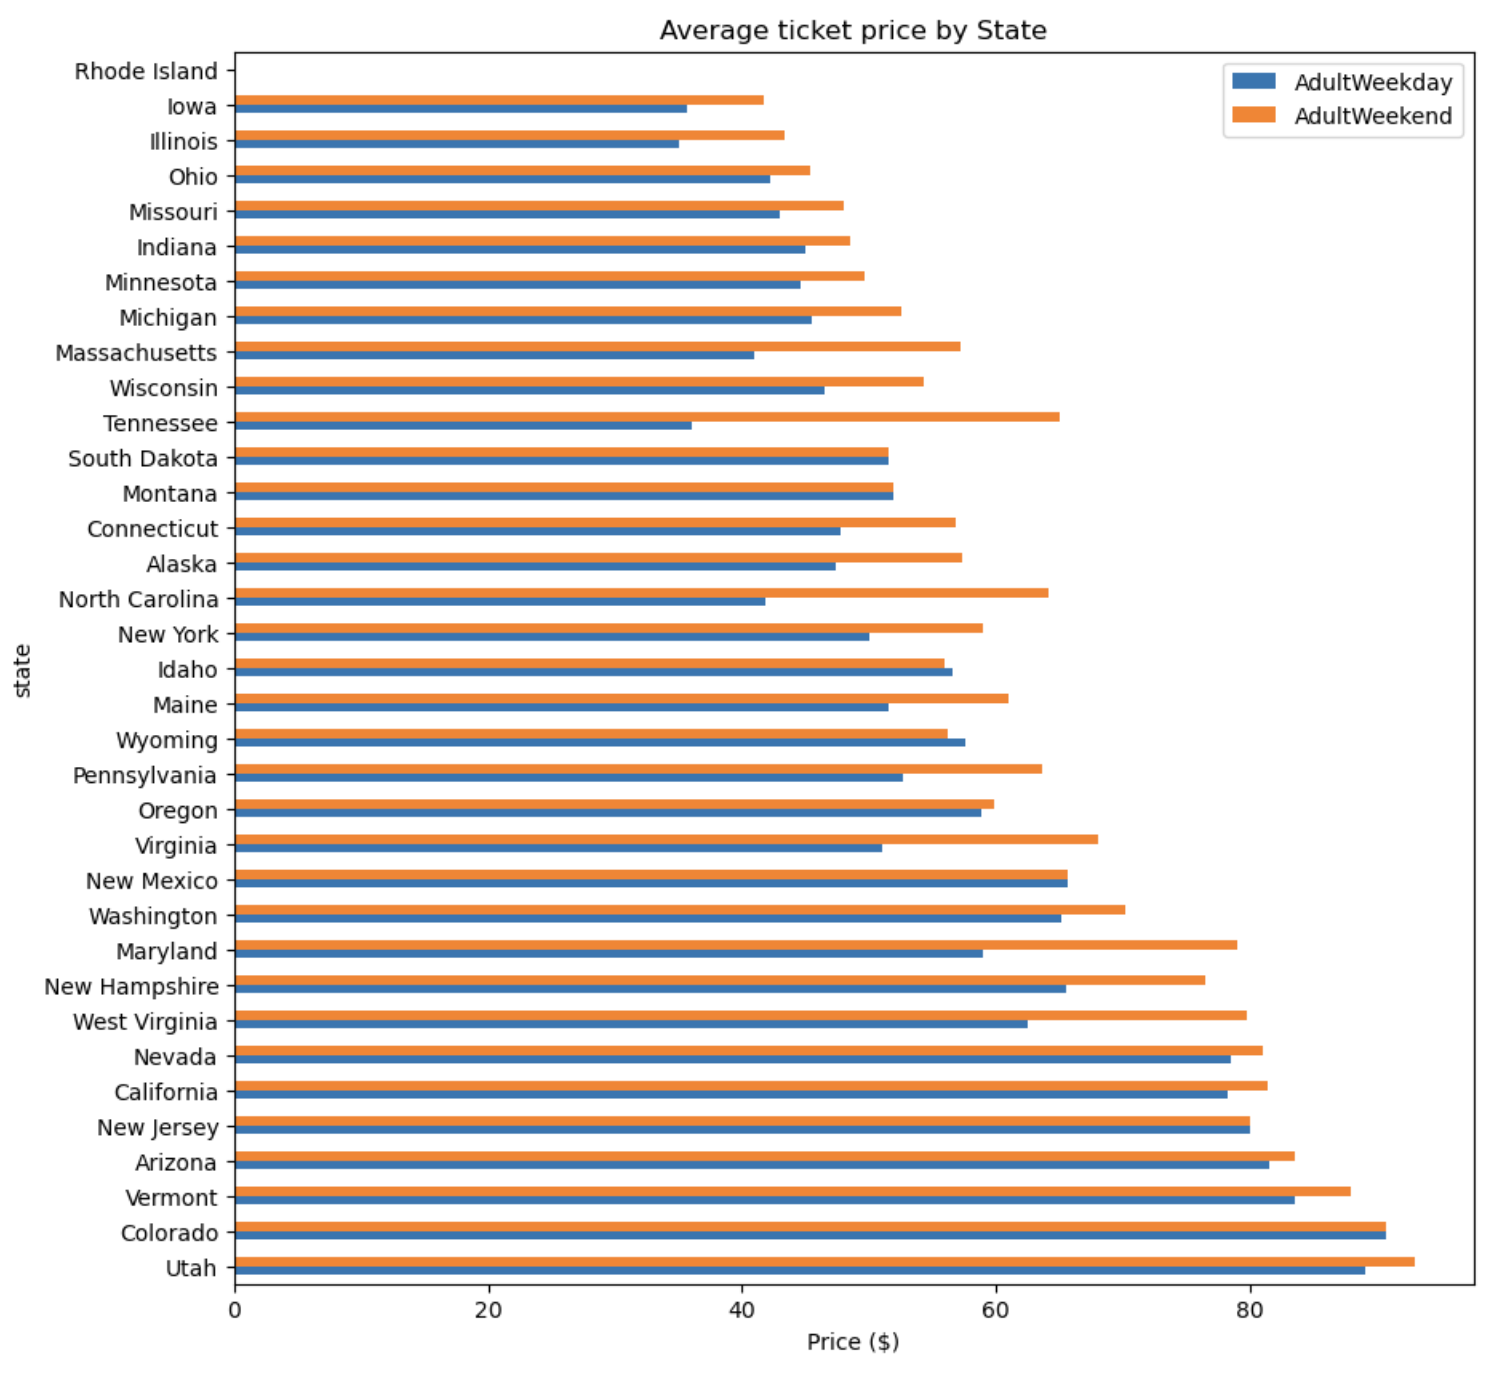 Average ticket price by State
AdultWeekday
AdultWeekend
Rhode Island
Iowa
Illinois
Ohio
Missouri
Indiana
Minnesota
Michigan
Massachusetts
Wisconsin
Tennessee
South Dakota
Montana
Connecticut
Alaska
North Carolina
New York
Idaho
Maine
Wyoming
Pennsylvania
Oregon
Virginia
New Mexico
Washington
Maryland
New Hampshire
West Virginia
Nevada
California
New Jersey
Arizona
Vermont
Colorado
Utah
state
0 20 40 60 80
Price ($)